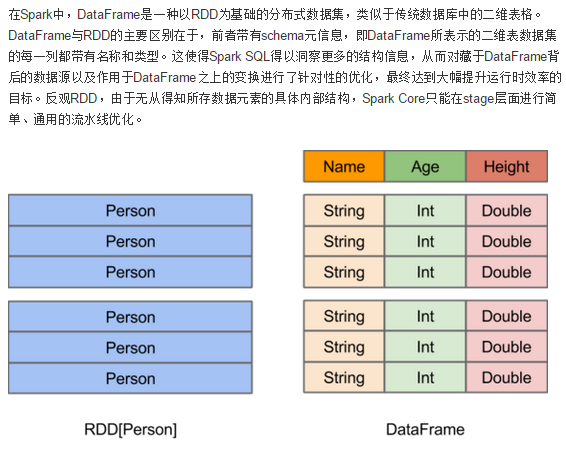 在Spark中，DataFrame是一种以RDD为基础的分布式数据集，类似于传统数据库中的二维表格。
DataFrame与RDD的主要区别在于，前者带有schema元信息，即DataFrame所表示的二维表数据集
的每一列都带有名称和类型。这使得Spark SQL得以洞察更多的结构信息，从而对藏于DataFrame背
后的数据源以及作用于DataFrame之上的变换进行了针对性的优化，最终达到大幅提升运行时效率的
目标。反观RDD，由于无从得知所存数据元素的具体内部结构，Spark Core只能在stage层面进行简
单、通用的流水线优化。
Name Age Height
Person String Int Double
Person String Int Double
Person String Int Double
Person String Int Double
Person String Int Double
Person String Int Double
RDD[Person] DataFrame